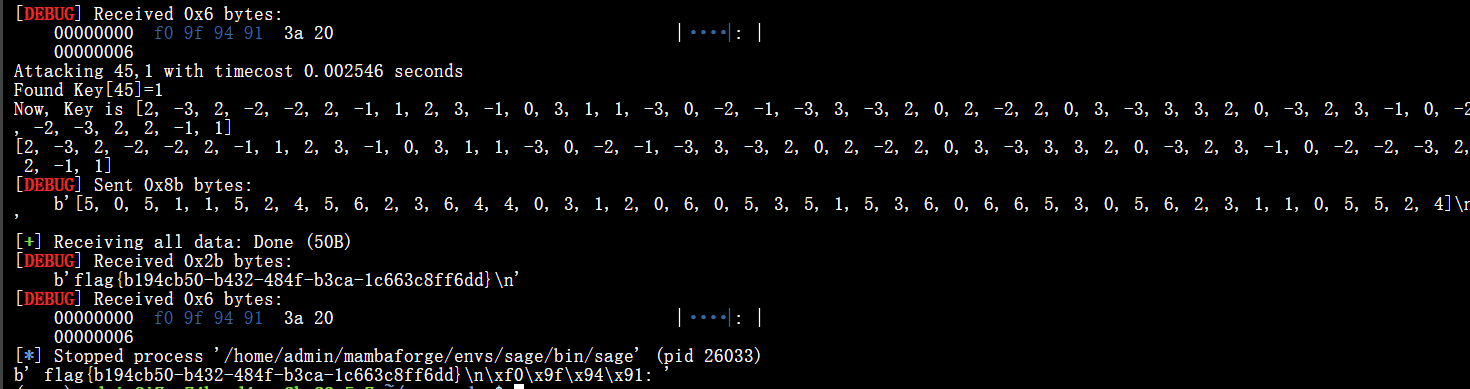 [DEBUG] Received 0x6 bytes:
    00000000  f0 9f 94 91  3a 20                                      |····|: |
    00000006
Attacking 45,1 with timecost 0.002546 seconds
Found Key[45]=1
Now, Key is [2, -3, 2, -2, -2, 2, -1, 1, 2, 3, -1, 0, 3, 1, 1, -3, 0, -2, -1, -3, 3, -3, 2, 0, 2, -2, 2, 0, 3, -3, 3, 3, 2, 0, -3, 2, 3, -1, 0, -2
, -2, -3, 2, 2, -1, 1]
[2, -3, 2, -2, -2, 2, -1, 1, 2, 3, -1, 0, 3, 1, 1, -3, 0, -2, -1, -3, 3, -3, 2, 0, 2, -2, 2, 0, 3, -3, 3, 3, 2, 0, -3, 2, 3, -1, 0, -2, -2, -3, 2,
 2, -1, 1]
[DEBUG] Sent 0x8b bytes:
    b'[5, 0, 5, 1, 1, 5, 2, 4, 5, 6, 2, 3, 6, 4, 4, 0, 3, 1, 2, 0, 6, 0, 5, 3, 5, 1, 5, 3, 6, 0, 6, 6, 5, 3, 0, 5, 6, 2, 3, 1, 1, 0, 5, 5, 2, 4]\n
'
[+] Receiving all data: Done (50B)
[DEBUG] Received 0x2b bytes:
    b'flag{b194cb50-b432-484f-b3ca-1c663c8ff6dd}\n'
[DEBUG] Received 0x6 bytes:
    00000000  f0 9f 94 91  3a 20                                      |····|: |
    00000006
[*] Stopped process '/home/admin/mambaforge/envs/sage/bin/sage' (pid 26033)
b' flag{b194cb50-b432-484f-b3ca-1c663c8ff6dd}\n\xf0\x9f\x94\x91: '